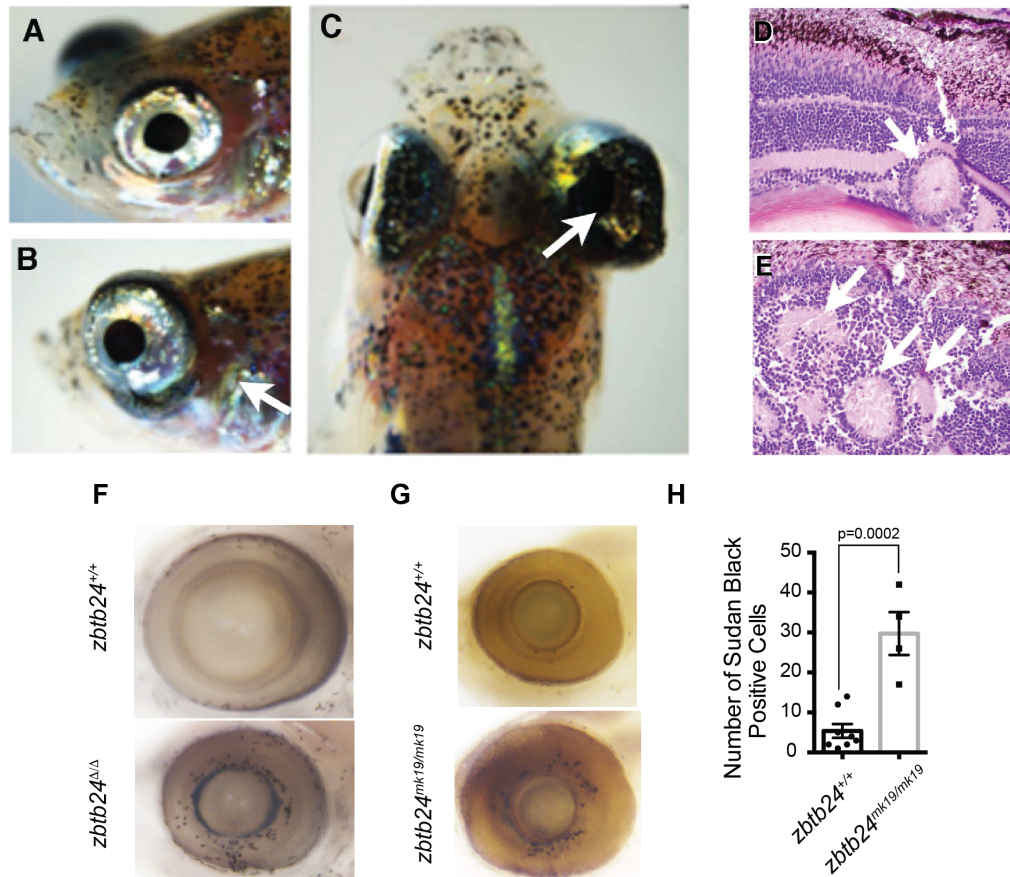 A
B
C
D
E
F
G
H
zbtb24+/+
zbtb24Δ/Δ
zbtb24+/+
zbtb24mk19/mk19
p=0.0002
50
40
30
20
10
0
Number of Sudan Black
Positive Cells
zbtb24+/+
zbtb24mk19/mk19